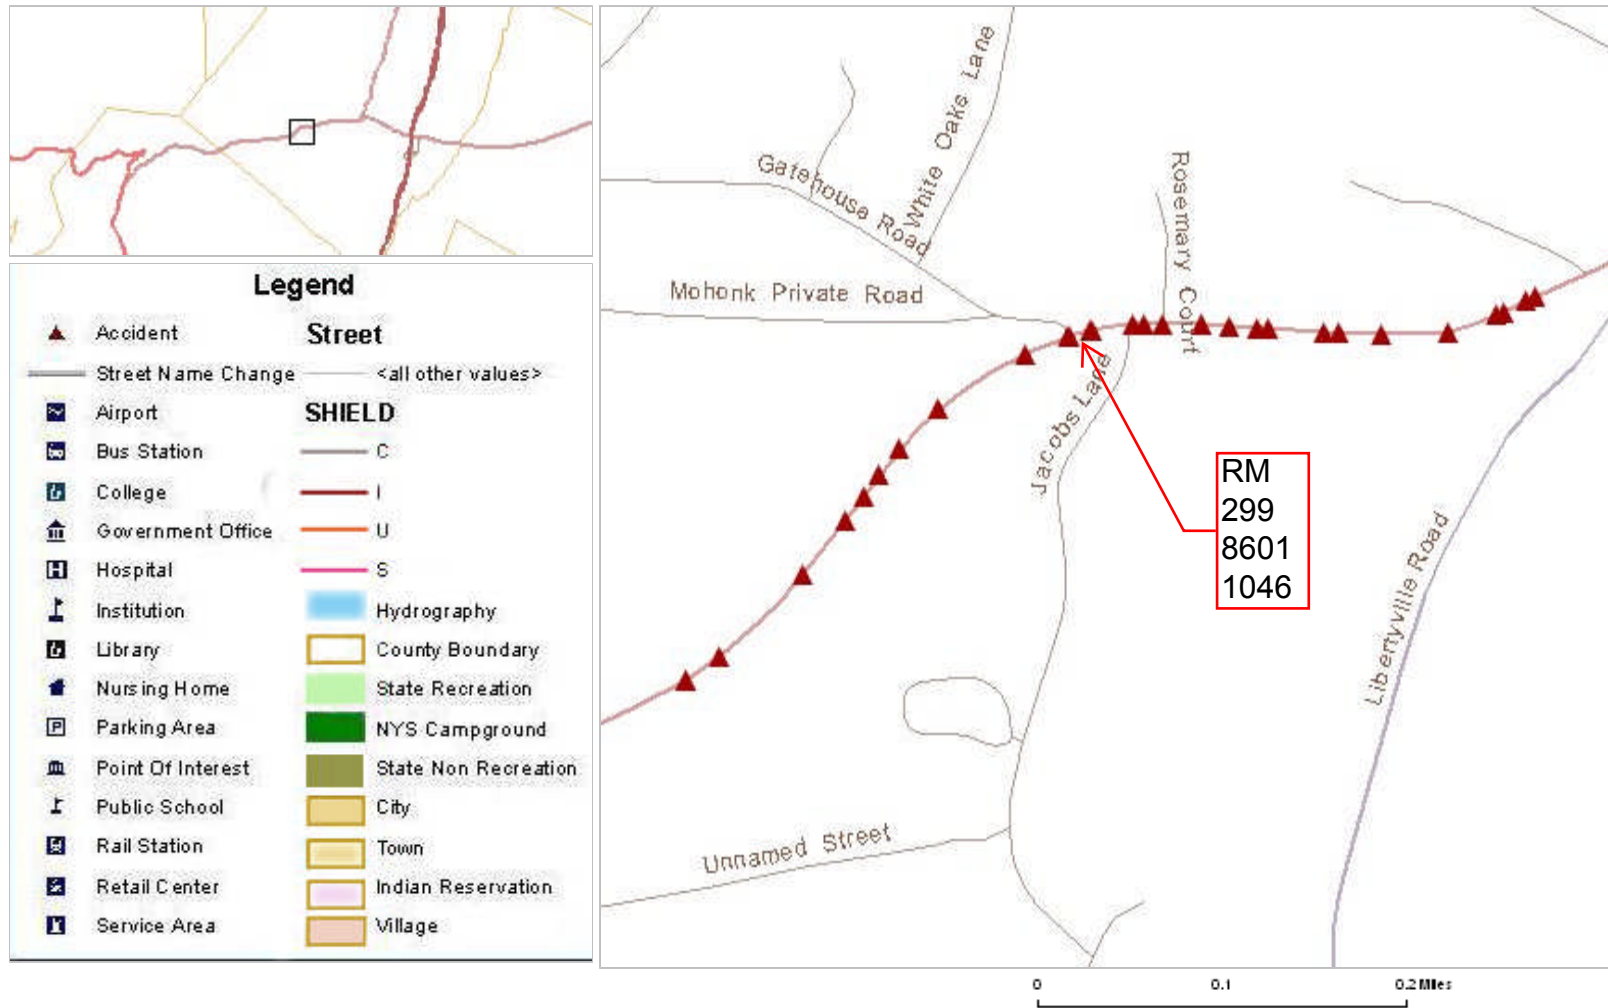 Legend
Accident
Street Name Change
Airport
Bus Station
College
Government Office
Hospital
Institution
Library
Nursing Home
Parking Area
Point Of Interest
Public School
Rail Station
Retail Center
Service Area
Street
<all other values>
SHIELD
C
I
U
S
Hydrography
County Boundary
State Recreation
NYS Campground
State Non Recreation
City
Town
Indian Reservation
Village
White Oaks Lane
Gatehouse Road
Rosemary Court
Mohonk Private Road
Jacobs Lane
RM
299
8601
1046
Libertyville Road
Unnamed Street
0 0.1 0.2 Miles